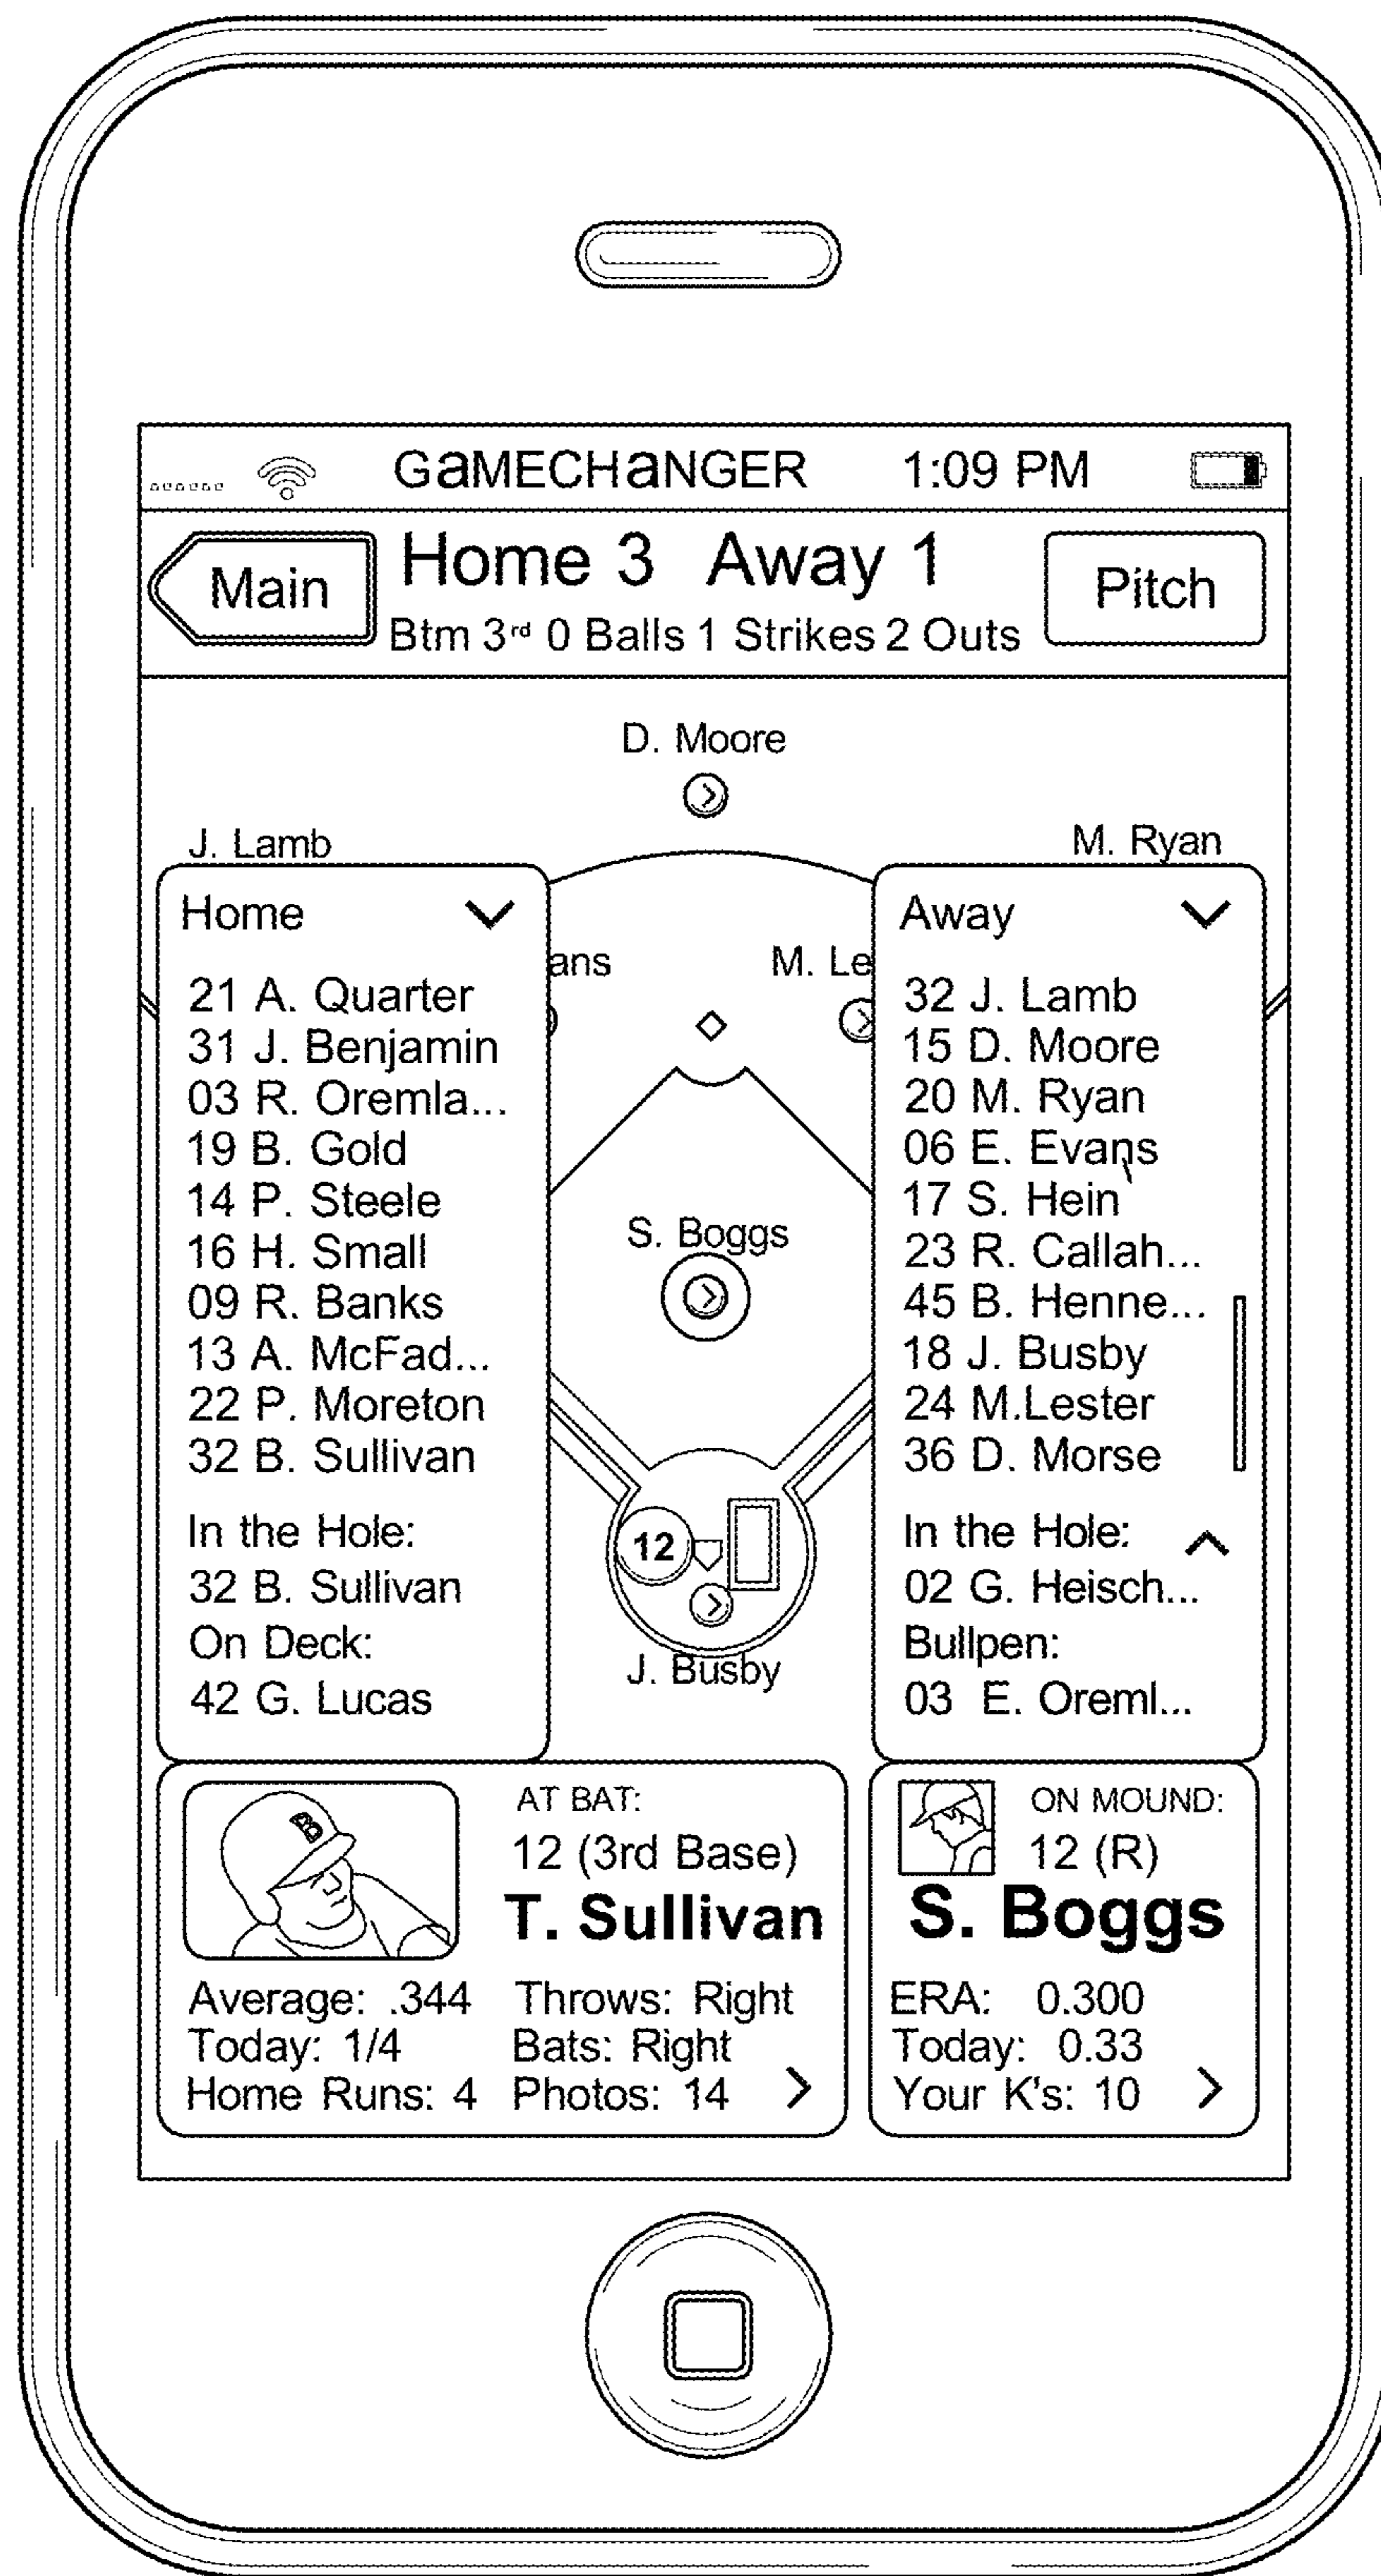 GaMECHaNGER 1:09 PM
Main
Home 3 Away 1
Btm 3rd 0 Balls 1 Strikes 2 Outs
Pitch
D. Moore
J. Lamb
M. Ryan
ans
M. Le
S. Boggs
12
J. Busby
Home
21 A. Quarter
31 J. Benjamin
03 R. Oremla...
19 B. Gold
14 P. Steele
16 H. Small
09 R. Banks
13 A. McFad...
22 P. Moreton
32 B. Sullivan
In the Hole:
32 B. Sullivan
On Deck:
42 G. Lucas
Away
32 J. Lamb
15 D. Moore
20 M. Ryan
06 E. Evans
17 S. Hein
23 R. Callah...
45 B. Henne...
18 J. Busby
24 M.Lester
36 D. Morse
In the Hole:
02 G. Heisch...
Bullpen:
03 E. Oreml...
B
AT BAT:
12 (3rd Base)
T. Sullivan
Average: .344 Throws: Right
Today: 1/4 Bats: Right
Home Runs: 4 Photos: 14
ON MOUND:
12 (R)
S. Boggs
ERA: 0.300
Today: 0.33
Your K's: 10